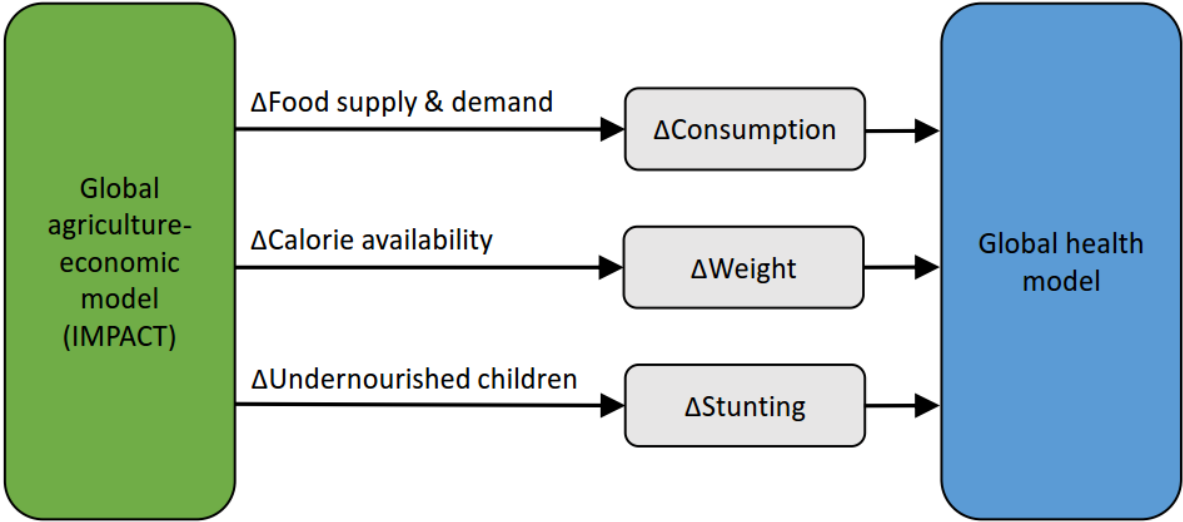 Global
agriculture-
economic
model
(IMPACT)
ΔFood supply & demand
ΔConsumption
ΔCalorie availability
ΔWeight
ΔUndernourished children
ΔStunting
Global health
model